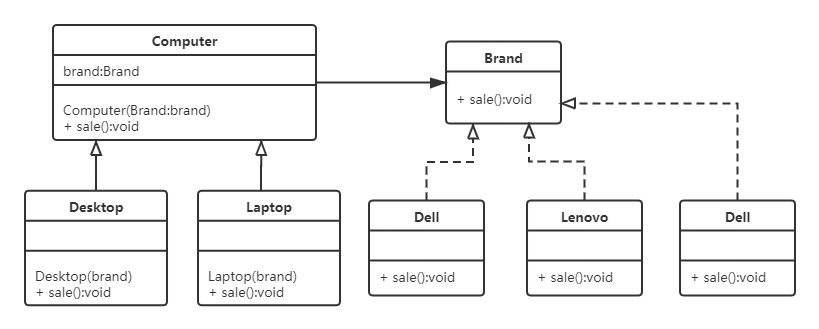 Computer
brand:Brand
Computer(Brand:brand)
+ sale():void
Brand
+ sale():void
Desktop
Desktop(brand)
+ sale():void
Laptop
Laptop(brand)
+ sale():void
Dell
+ sale():void
Lenovo
+ sale():void
Dell
+ sale():void